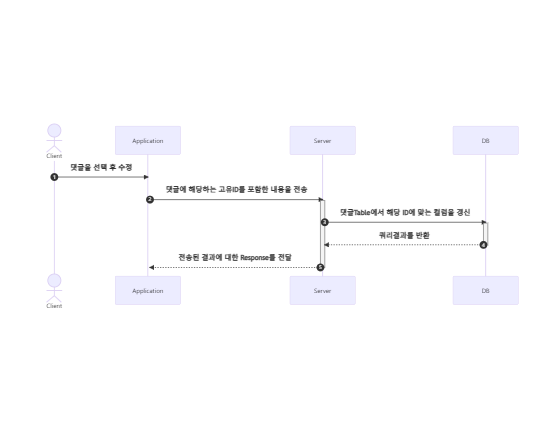 Client
Application
Server
DB
댓글을 선택 후 수정
1
댓글에 해당하는 고유ID를 포함한 내용을 전송
2
댓글Table에서 해당 ID에 맞는 컬럼을 갱신
3
쿼리결과를 반환
4
전송된 결과에 대한 Response를 전달
5
Client
Application
Server
DB